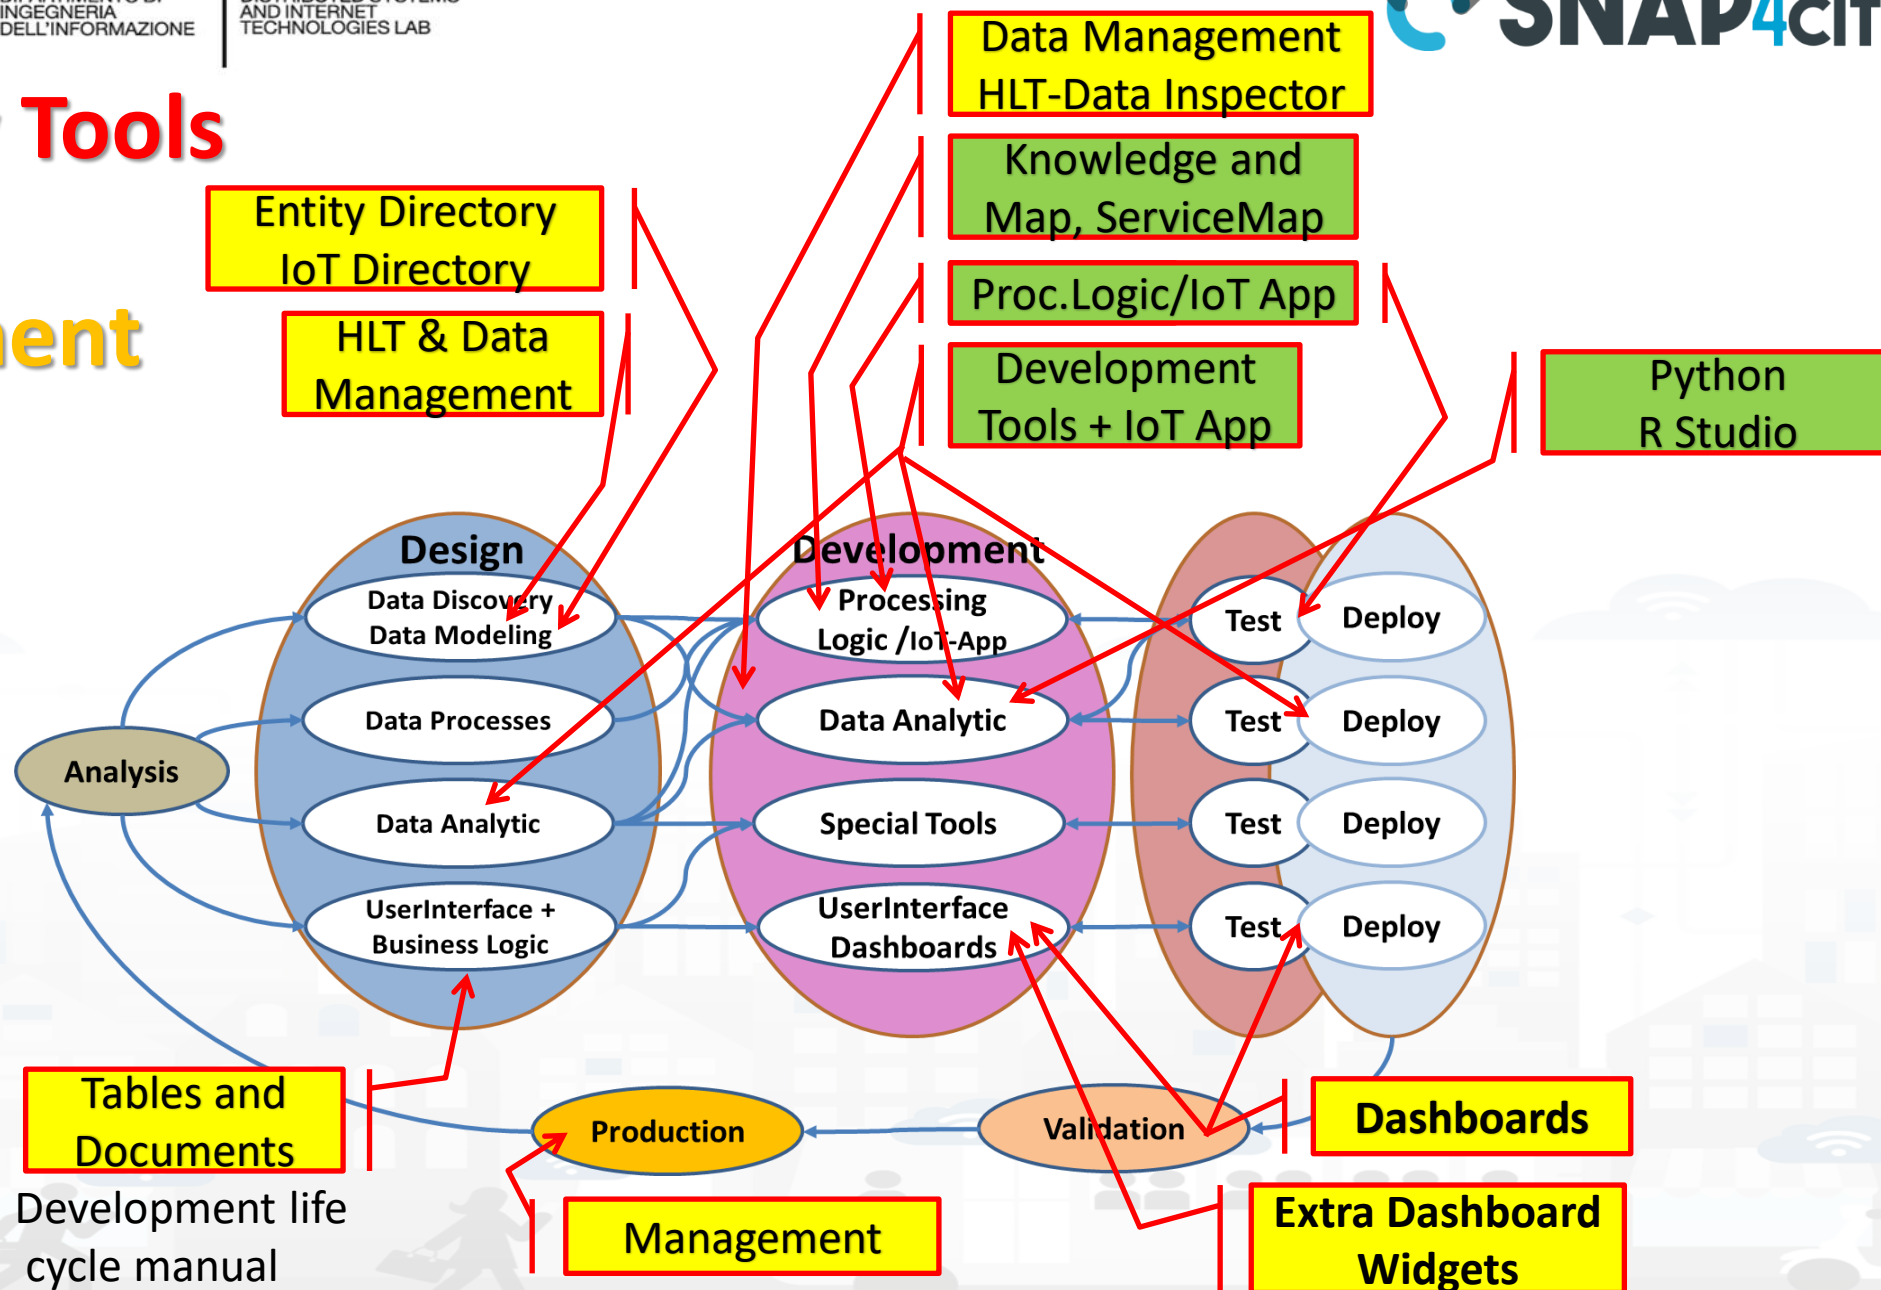 INGEGNERIA
DELL'INFORMAZIONE
AND INTERNET
TECHNOLOGIES LAB
SNAP4CIT
Tools
Data Management
HLT-Data Inspector
Knowledge and
Map, ServiceMap
Entity Directory
IoT Directory
Proc.Logic/IoT App
HLT & Data
Management
Development
Tools + IoT App
Python
R Studio
Design
Development
Data Discovery
Data Modeling
Processing
Logic /IoT-App
Test
Deploy
Data Processes
Data Analytic
Test
Deploy
Analysis
Data Analytic
Special Tools
Test
Deploy
UserInterface +
Business Logic
UserInterface
Dashboards
Test
Deploy
Tables and
Documents
Production
Validation
Dashboards
Development life
cycle manual
Management
Extra Dashboard
Widgets